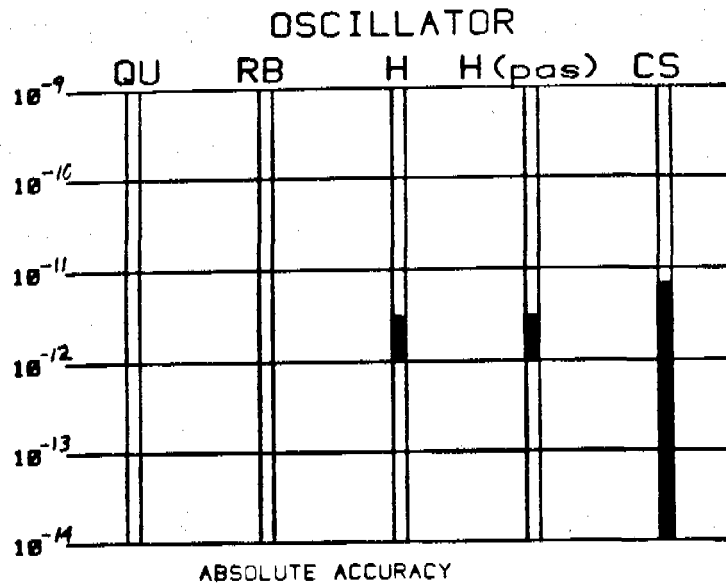 OSCILLATOR
QU RB H H(pas) CS
10^-9
10^-10
10^-11
10^-12
10^-13
10^-14
ABSOLUTE ACCURACY